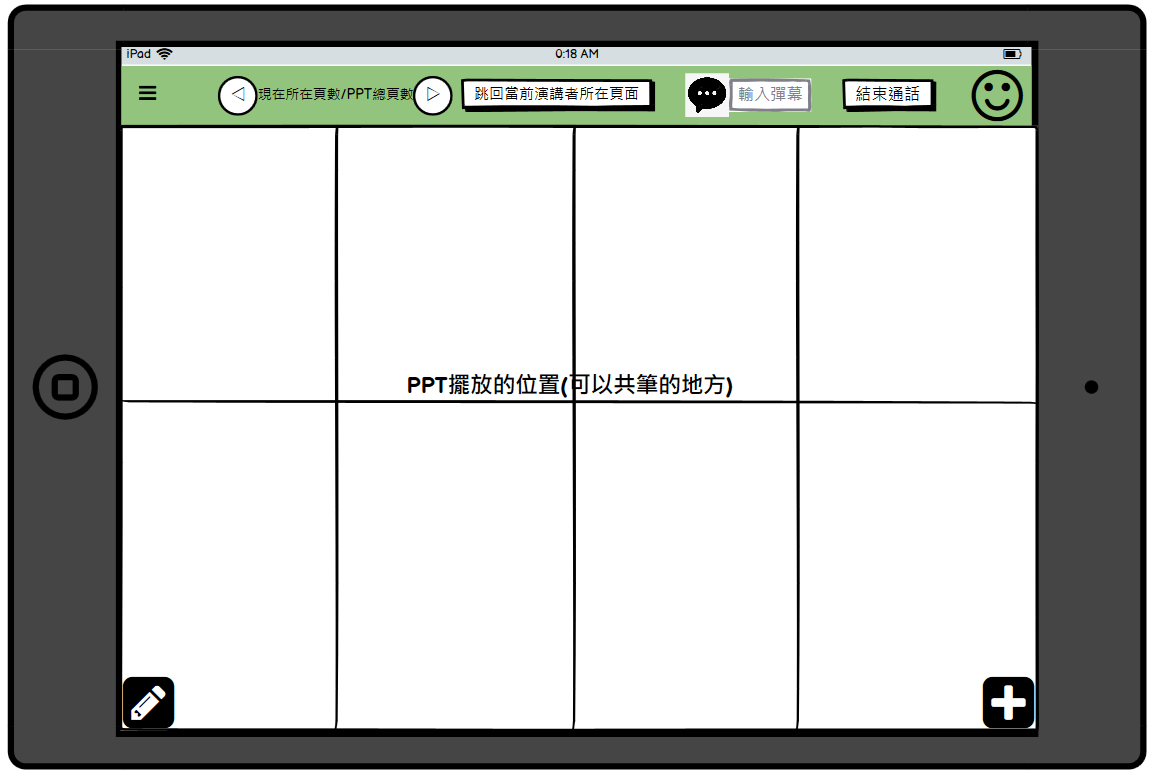 iPad
0:18 AM
現在所在頁數/PPT總頁數
跳回當前演講者所在頁面
輸入彈幕
結束通話
PPT擺放的位置(可以共筆的地方)